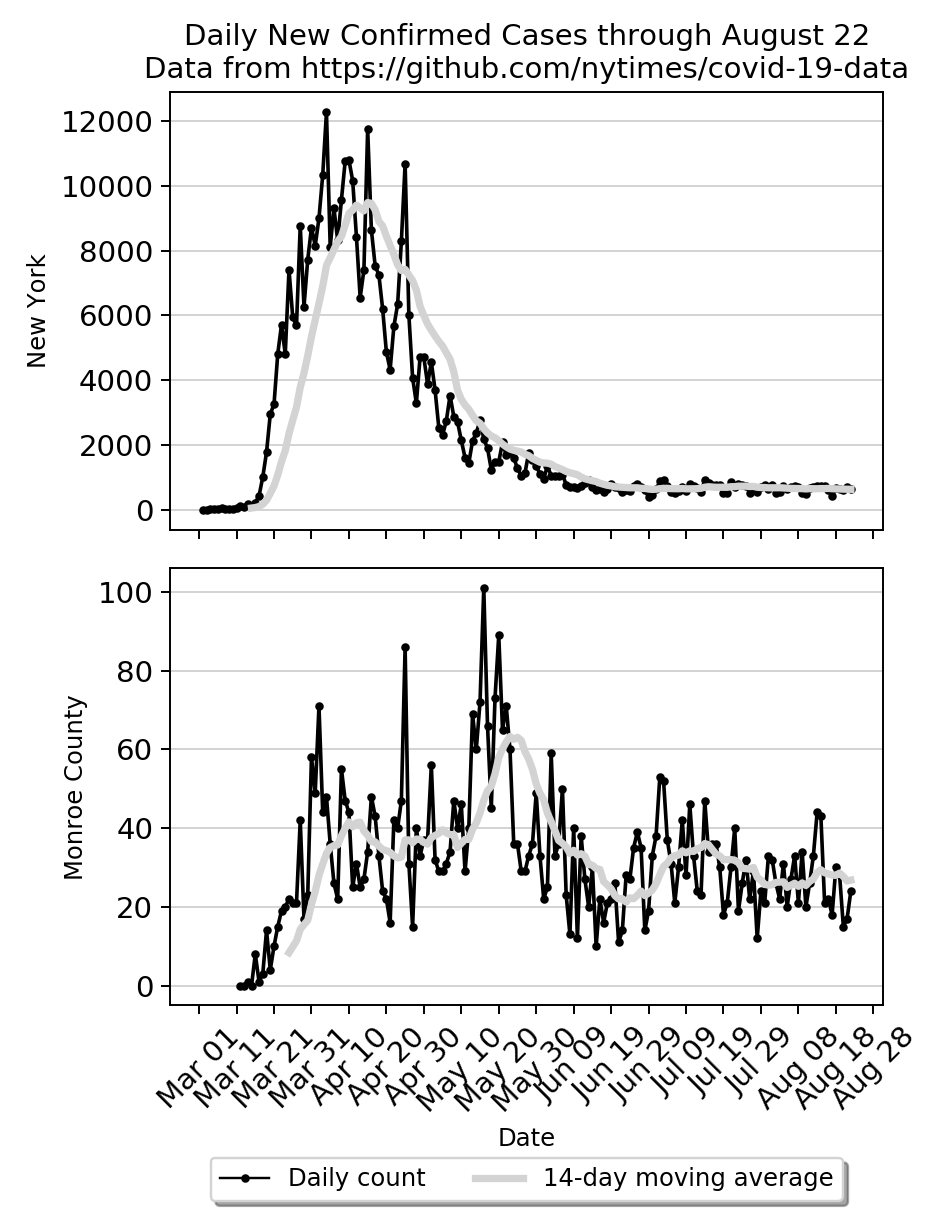 Daily New Confirmed Cases through August 22
Data from https://github.com/nytimes/covid-19-data
12000
10000
8000
6000
4000
2000
0
New York
100
80
60
40
20
0
Monroe County
Mar 01
Mar 11
Mar 21
Mar 31
Apr 10
Apr 20
Apr 30
May 10
May 20
May 30
Jun 09
Jun 19
Jun 29
Jul 09
Jul 19
Jul 29
Aug 08
Aug 18
Aug 28
Date
Daily count
14-day moving average